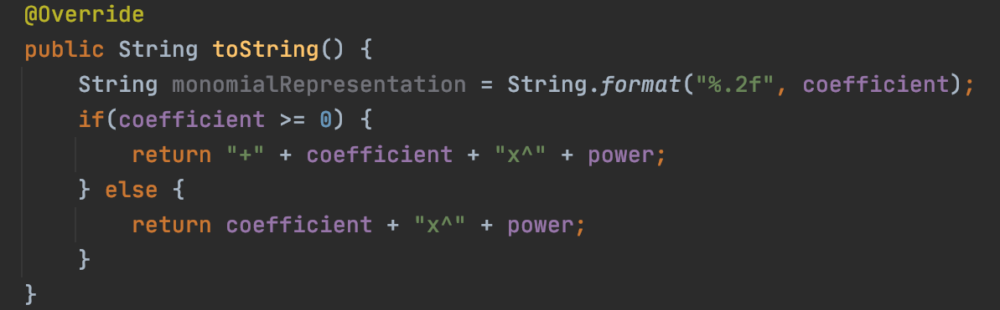 @Override
public String toString() {
    String monomialRepresentation = String.format("%.2f", coefficient);
    if(coefficient >= 0) {
        return "+" + coefficient + "x^" + power;
    } else {
        return coefficient + "x^" + power;
    }
}